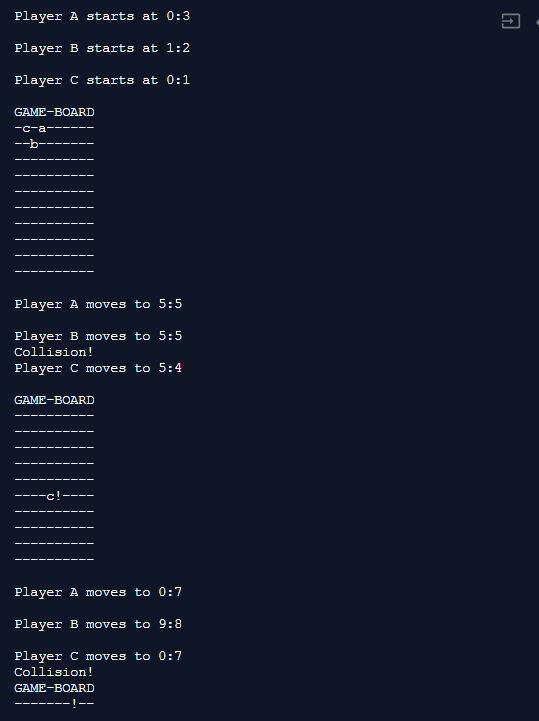 Player A starts at 0:3
Player B starts at 1:2
Player C starts at 0:1
GAME-BOARD
-c-a------
--b-------
----------
----------
----------
----------
----------
----------
----------
----------
Player A moves to 5:5
Player B moves to 5:5
Collision!
Player C moves to 5:4
GAME-BOARD
----------
----------
----------
----------
----------
----c!----
----------
----------
----------
----------
Player A moves to 0:7
Player B moves to 9:8
Player C moves to 0:7
Collision!
GAME-BOARD
-------!--